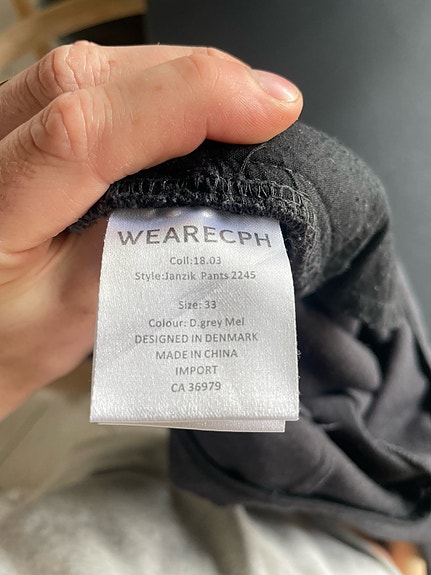 WEARECPH
Coll:18.03
Style:Janzik Pants 2245
Size: 33
Colour: D.grey Mel
DESIGNED IN DENMARK
MADE IN CHINA
IMPORT
CA 36979